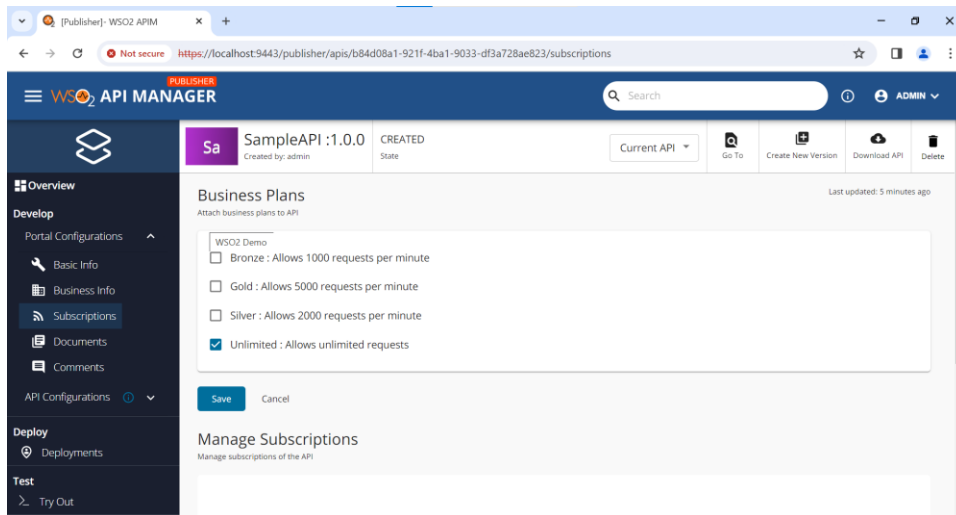 [Publisher]- WSO2 APIM
Not secure https://localhost:9443/publisher/apis/b84d08a1-921f-4ba1-9033-df3a728ae823/subscriptions
PUBLISHER
WSO2 API MANAGER
Search
ADMIN
Sa
SampleAPI :1.0.0
Created by: admin
CREATED
State
Current API
Go To
Create New Version
Download API
Delete
Overview
Develop
Portal Configurations
Basic Info
Business Info
Subscriptions
Documents
Comments
API Configurations
Deploy
Deployments
Test
Try Out
Business Plans
Last updated: 5 minutes ago
Attach business plans to API
WSO2 Demo
Bronze : Allows 1000 requests per minute
Gold : Allows 5000 requests per minute
Silver : Allows 2000 requests per minute
Unlimited : Allows unlimited requests
Save
Cancel
Manage Subscriptions
Manage subscriptions of the API